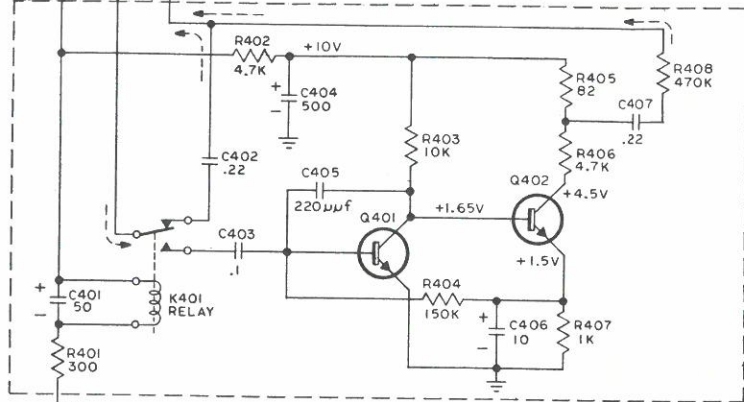 R402
4.7K
+10V
+
C404
500
-
R405
82
R408
470K
C407
.22
R403
10K
R406
4.7K
C402
.22
C405
220μμf
Q401
+1.65V
Q402
+4.5V
C403
.1
+1.5V
+
C401
50
-
K401
RELAY
R404
150K
+
C406
10
-
R407
1K
R401
300